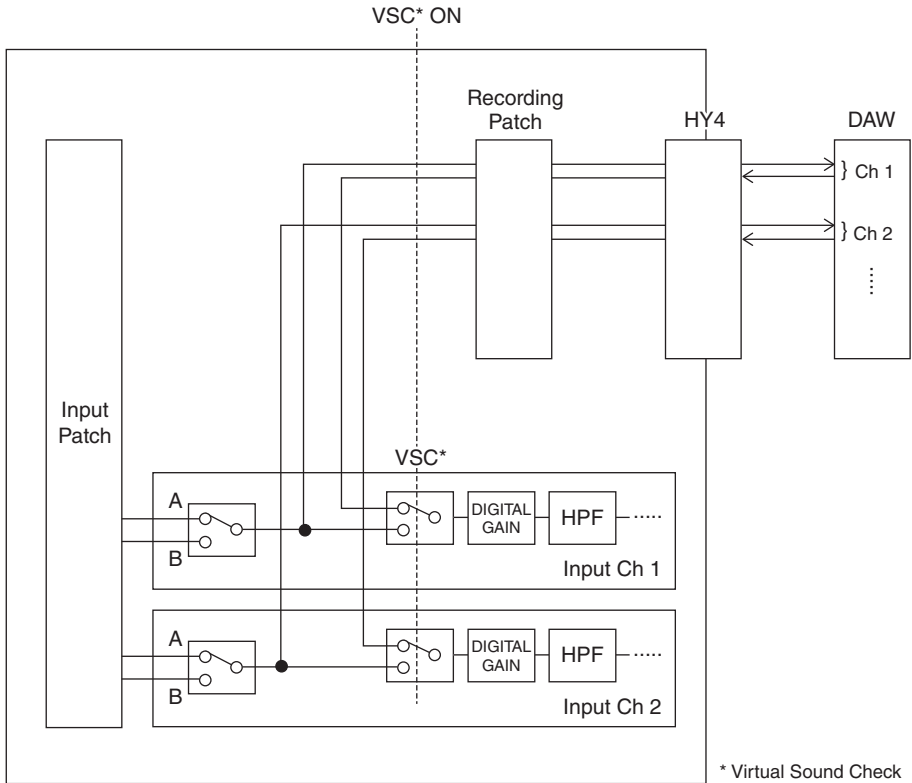 VSC* ON
Recording
Patch
HY4
DAW
} Ch 1
} Ch 2
Input
Patch
VSC*
A
B
DIGITAL
GAIN
HPF
Input Ch 1
A
B
DIGITAL
GAIN
HPF
Input Ch 2
* Virtual Sound Check